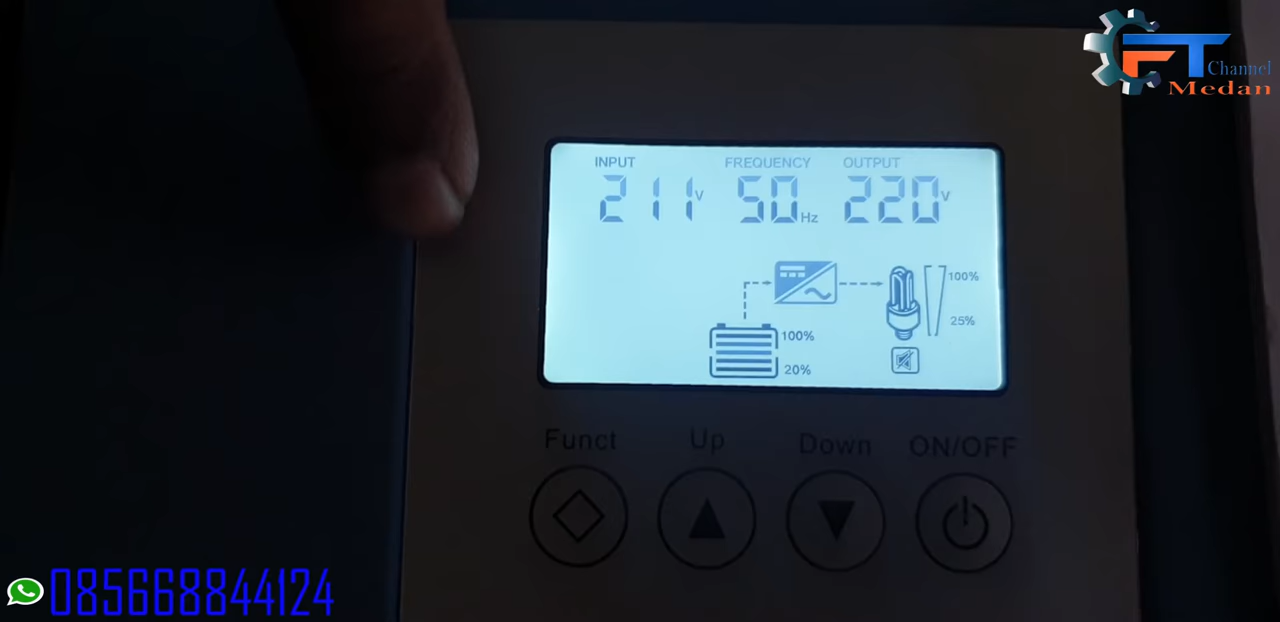 FT
Channel
Medan
INPUT FREQUENCY OUTPUT
211V 50Hz 220V
100%
25%
100%
20%
Funct Up Down ON/OFF
085668844124